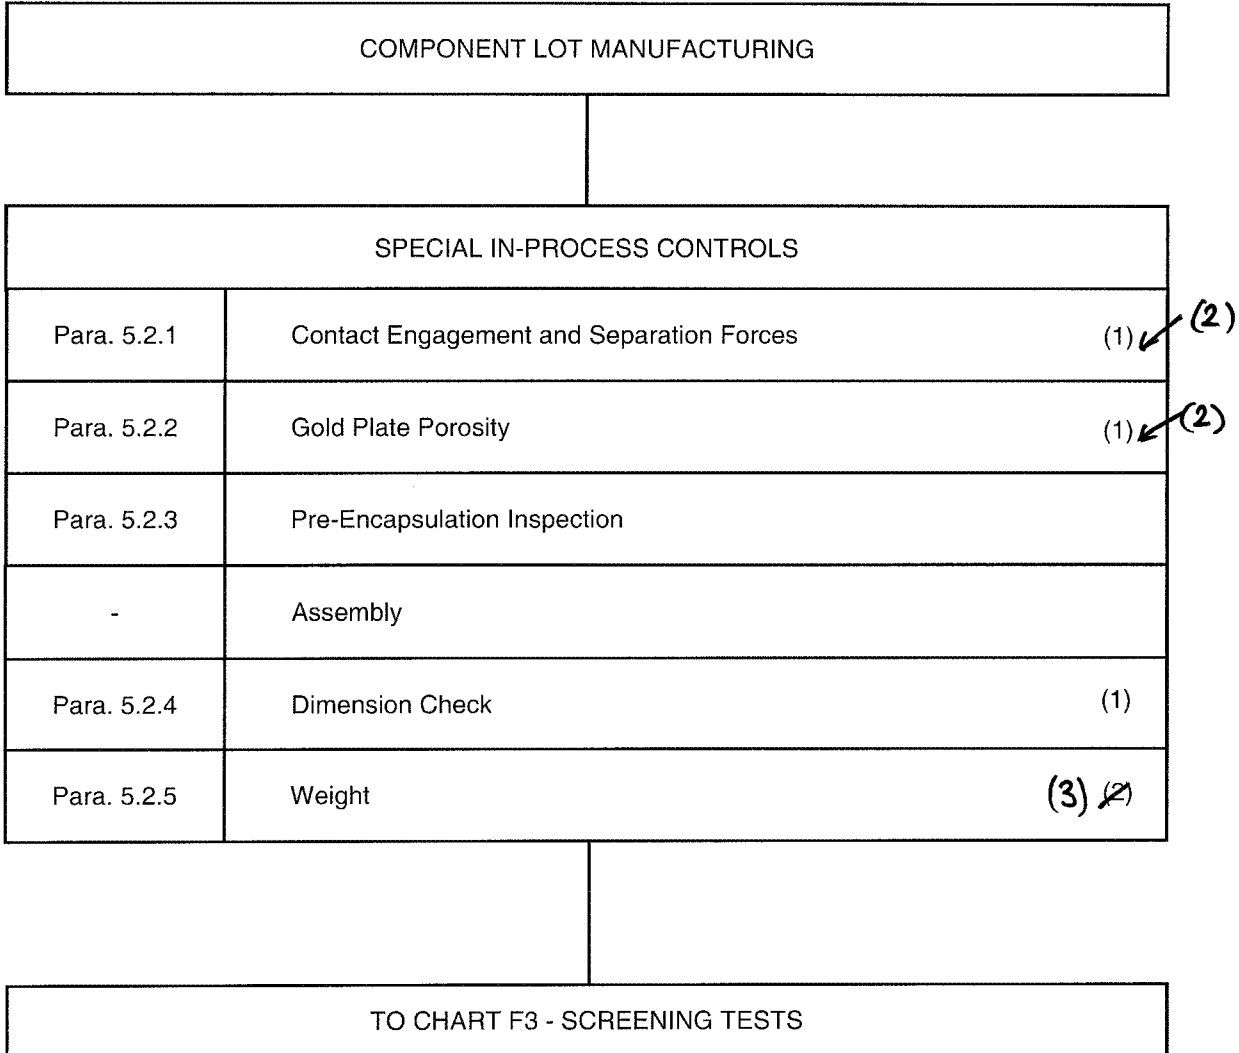 COMPONENT LOT MANUFACTURING
SPECIAL IN-PROCESS CONTROLS
Para. 5.2.1 Contact Engagement and Separation Forces (1) (2)
Para. 5.2.2 Gold Plate Porosity (1) (2)
Para. 5.2.3 Pre-Encapsulation Inspection
- Assembly
Para. 5.2.4 Dimension Check (1)
Para. 5.2.5 Weight (3) (2)
TO CHART F3 - SCREENING TESTS